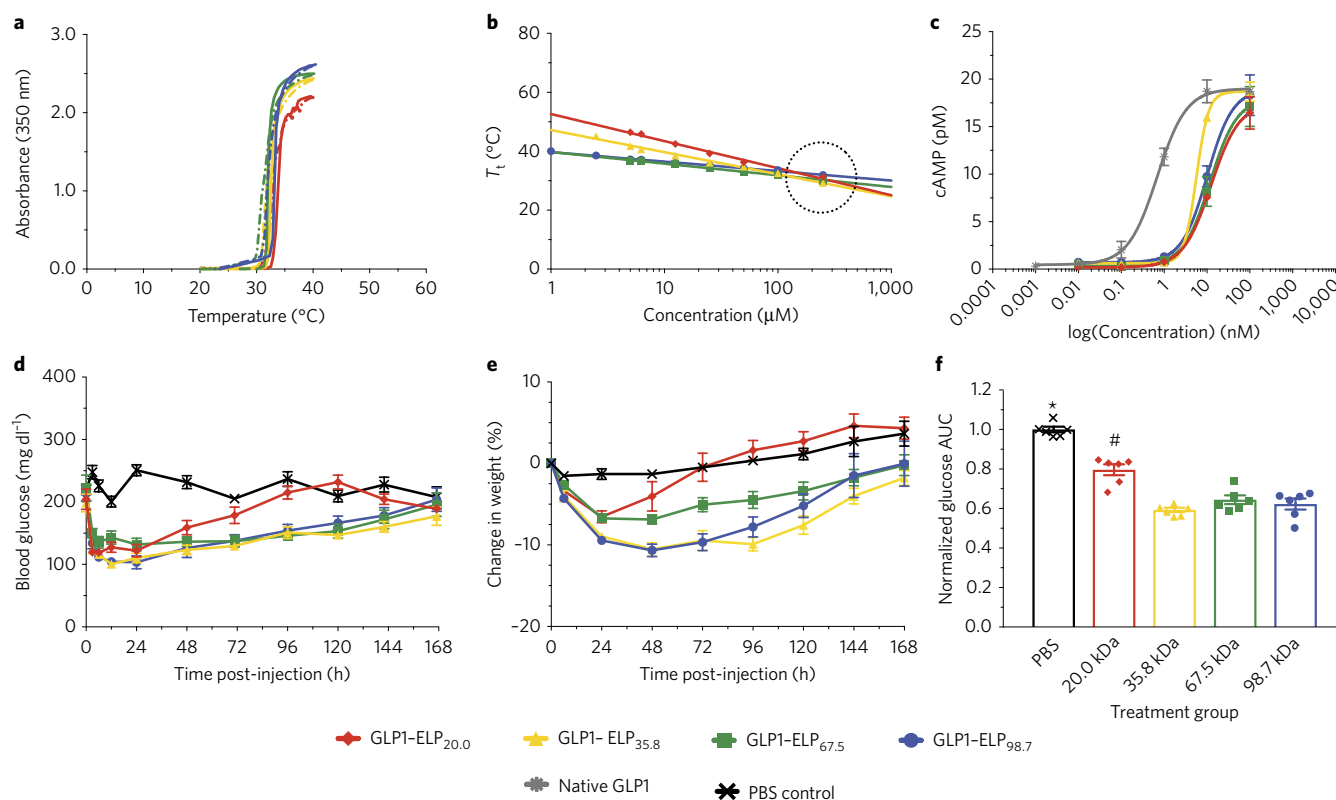 a
3.0
2.0
1.0
0.0
Absorbance (350 nm)
0 10 20 30 40 50 60
Temperature (°C)
b
80
60
40
20
0
Tt (°C)
1 10 100 1,000
Concentration (μM)
c
25
20
15
10
5
0
cAMP (pM)
0.0001 0.001 0.01 0.1 1 10 100 1,000 10,000
log(Concentration) (nM)
d
400
300
200
100
0
Blood glucose (mg dl−1)
0 24 48 72 96 120 144 168
Time post-injection (h)
e
10
0
−10
−20
Change in weight (%)
0 24 48 72 96 120 144 168
Time post-injection (h)
f
1.2
1.0
0.8
0.6
0.4
0.2
0.0
Normalized glucose AUC
*
#
PBS 20.0 kDa 35.8 kDa 67.5 kDa 98.7 kDa
Treatment group
GLP1–ELP20.0 GLP1– ELP35.8 GLP1–ELP67.5 GLP1–ELP98.7
Native GLP1 PBS control